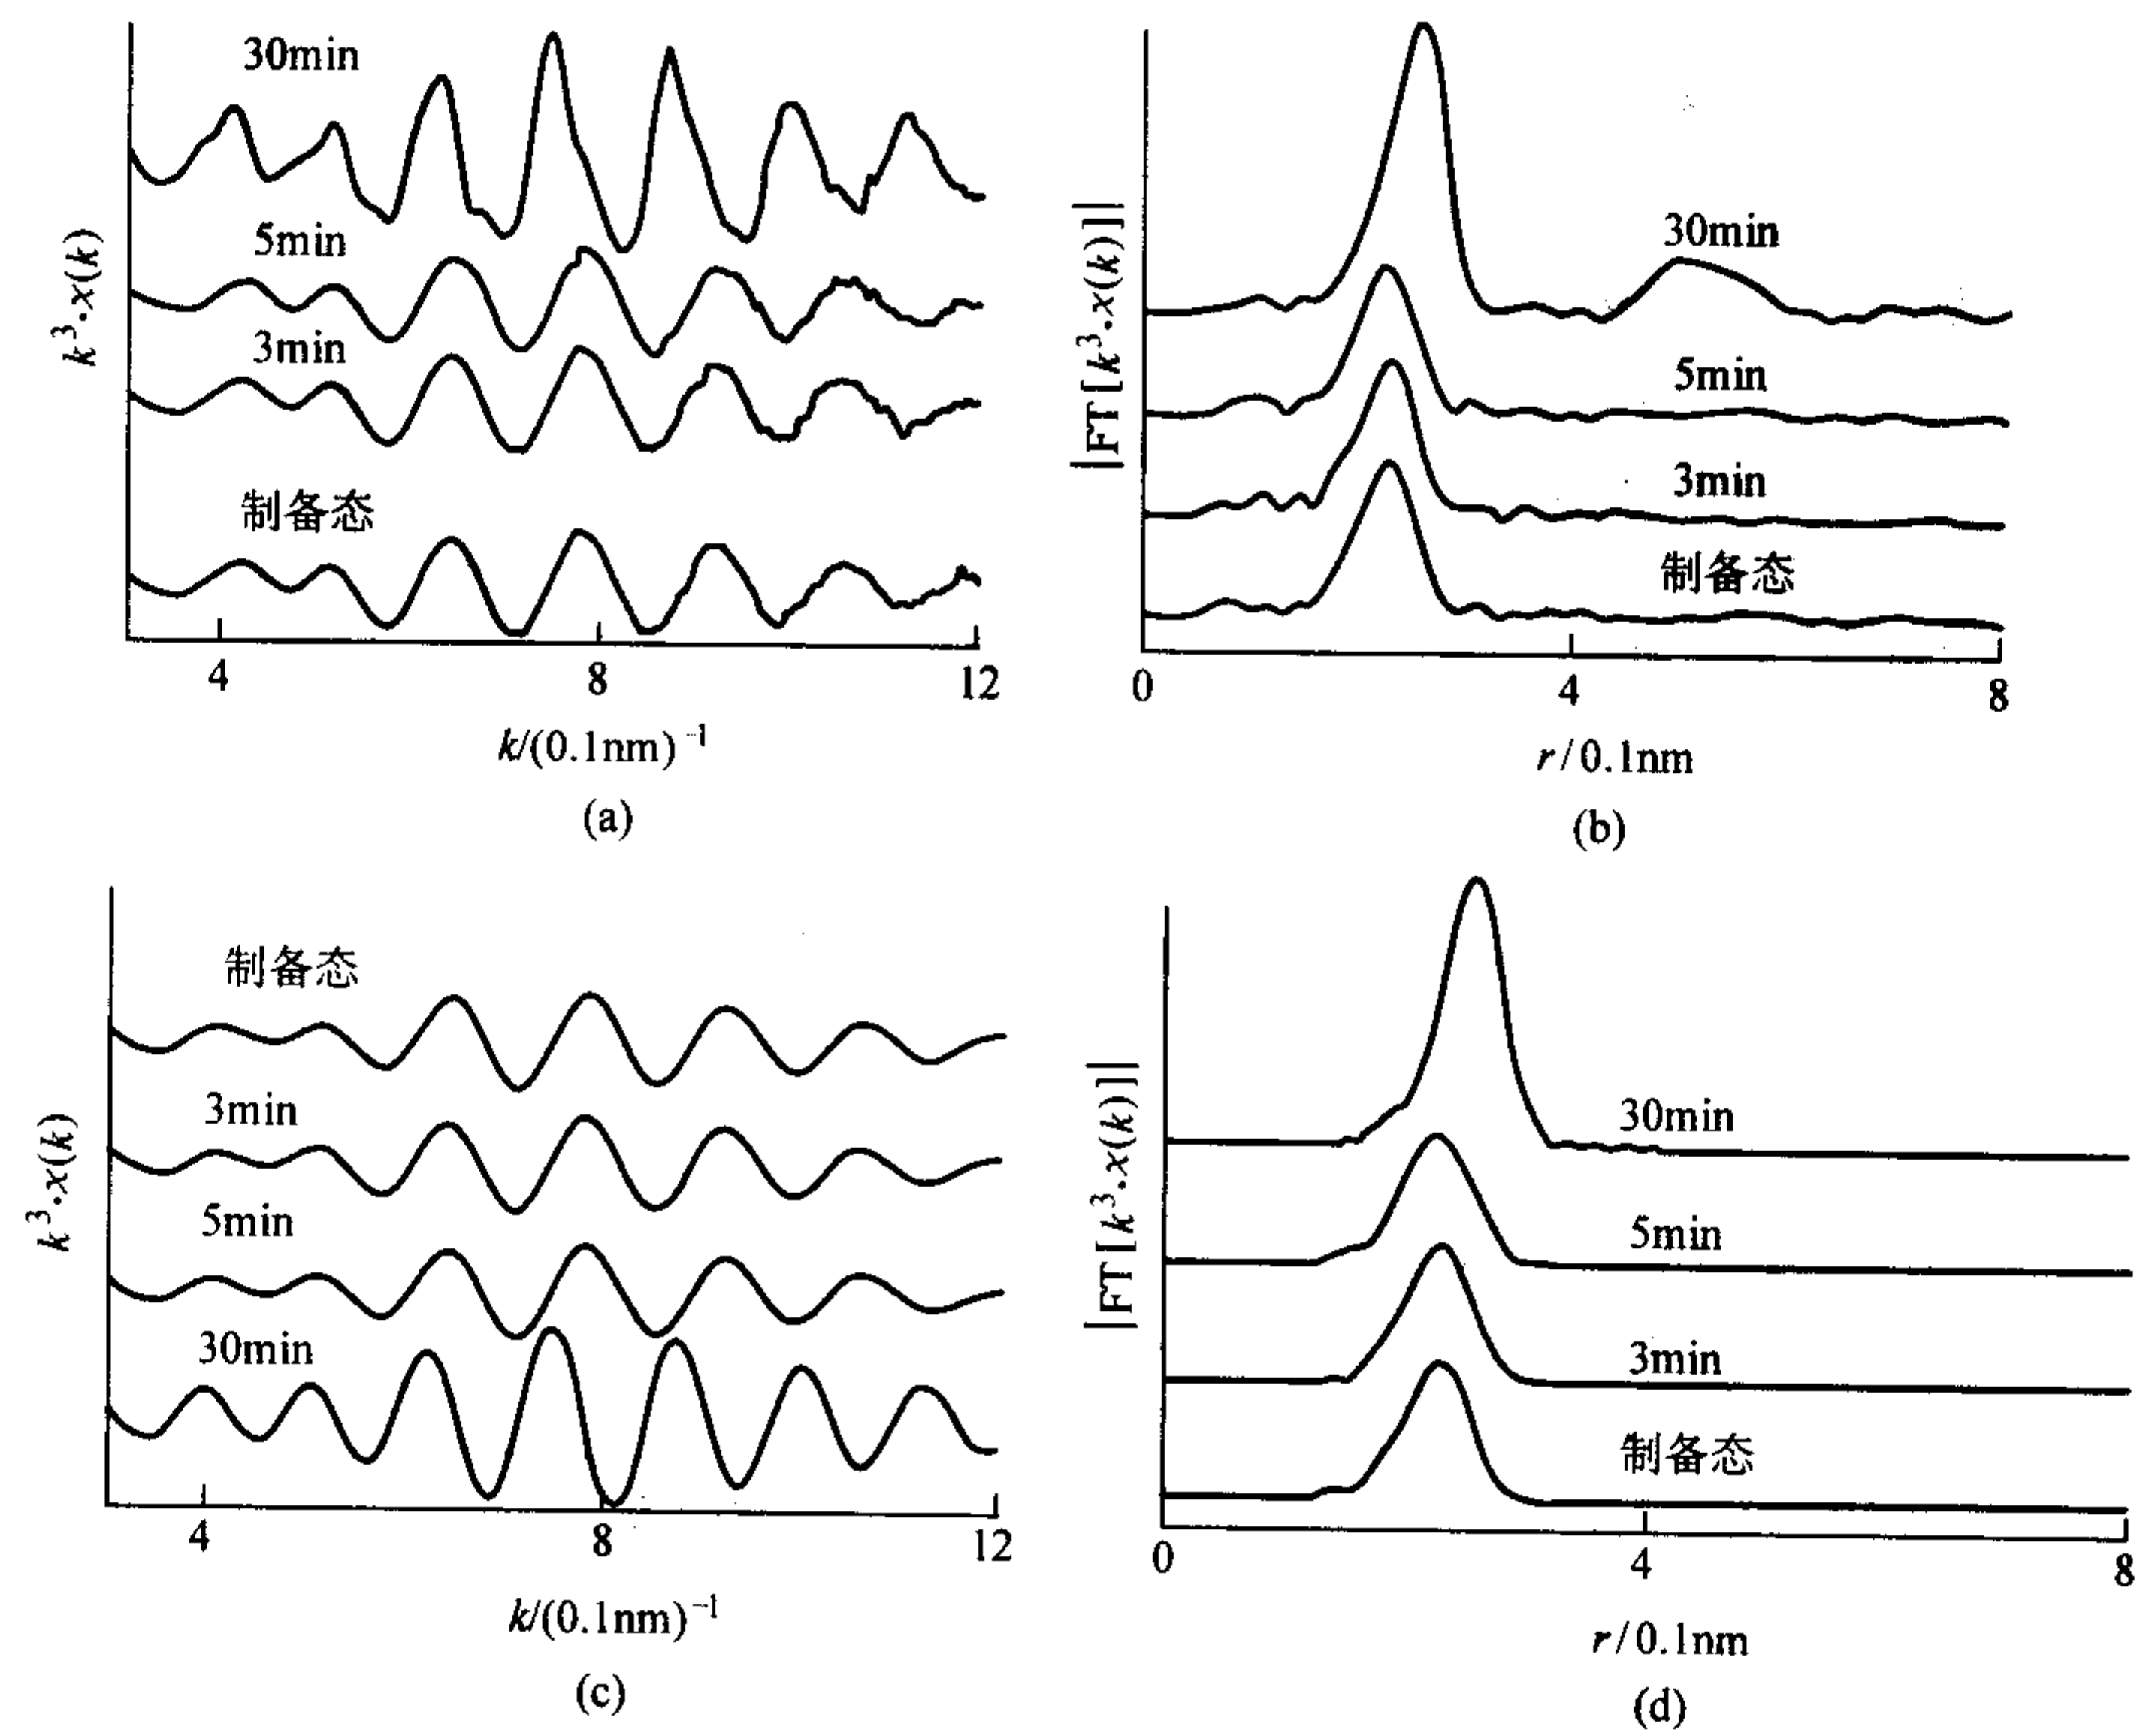 30min
5min
3min
制备态
k³·x(k)
4 8 12
k/(0.1nm)⁻¹
(a)
30min
5min
3min
制备态
|FT[k³·x(k)]|
0 4 8
r/0.1nm
(b)
制备态
3min
5min
30min
k³·x(k)
4 8 12
k/(0.1nm)⁻¹
(c)
30min
5min
3min
制备态
|FT[k³·x(k)]|
0 4 8
r/0.1nm
(d)